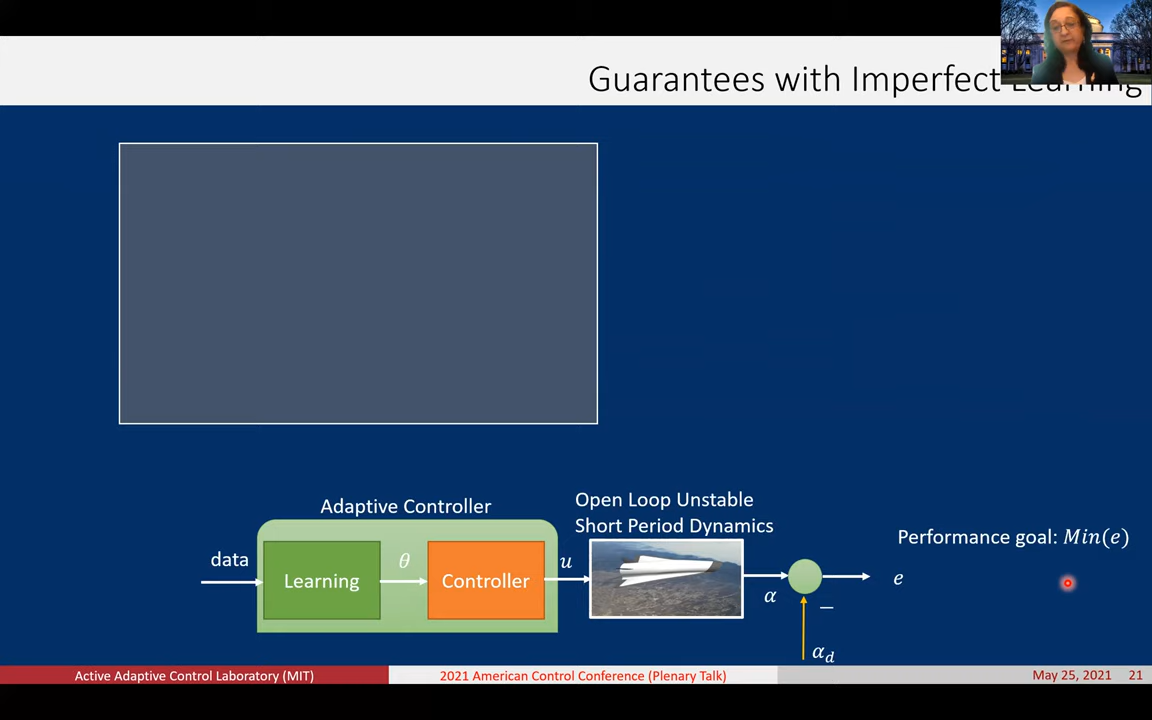 Guarantees with Imperfect Learning
Adaptive Controller
Open Loop Unstable
Short Period Dynamics
Performance goal: Min(e)
data
Learning
θ
Controller
u
α
−
e
α_d
Active Adaptive Control Laboratory (MIT)
2021 American Control Conference (Plenary Talk)
May 25, 2021 21